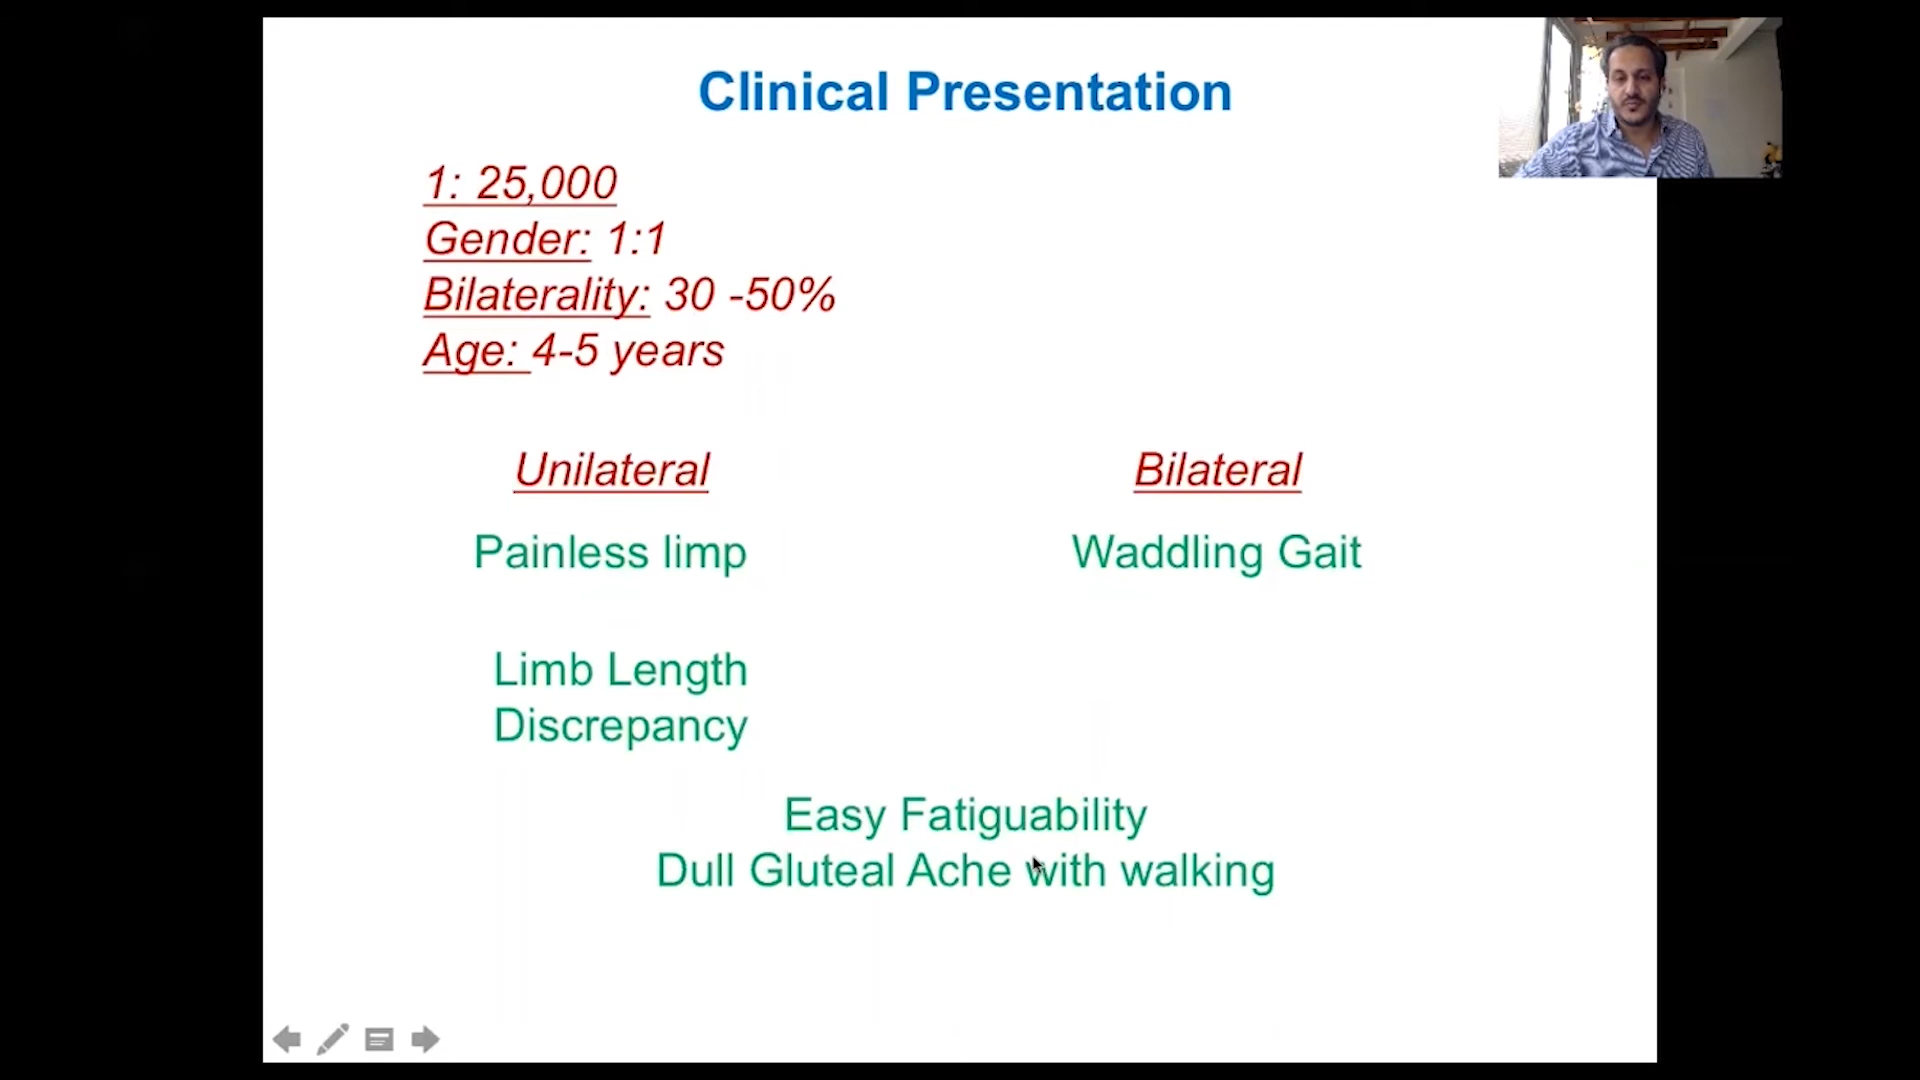 Clinical Presentation
1: 25,000
Gender: 1:1
Bilaterality: 30 -50%
Age: 4-5 years
Unilateral
Bilateral
Painless limp
Waddling Gait
Limb Length
Discrepancy
Easy Fatiguability
Dull Gluteal Ache with walking